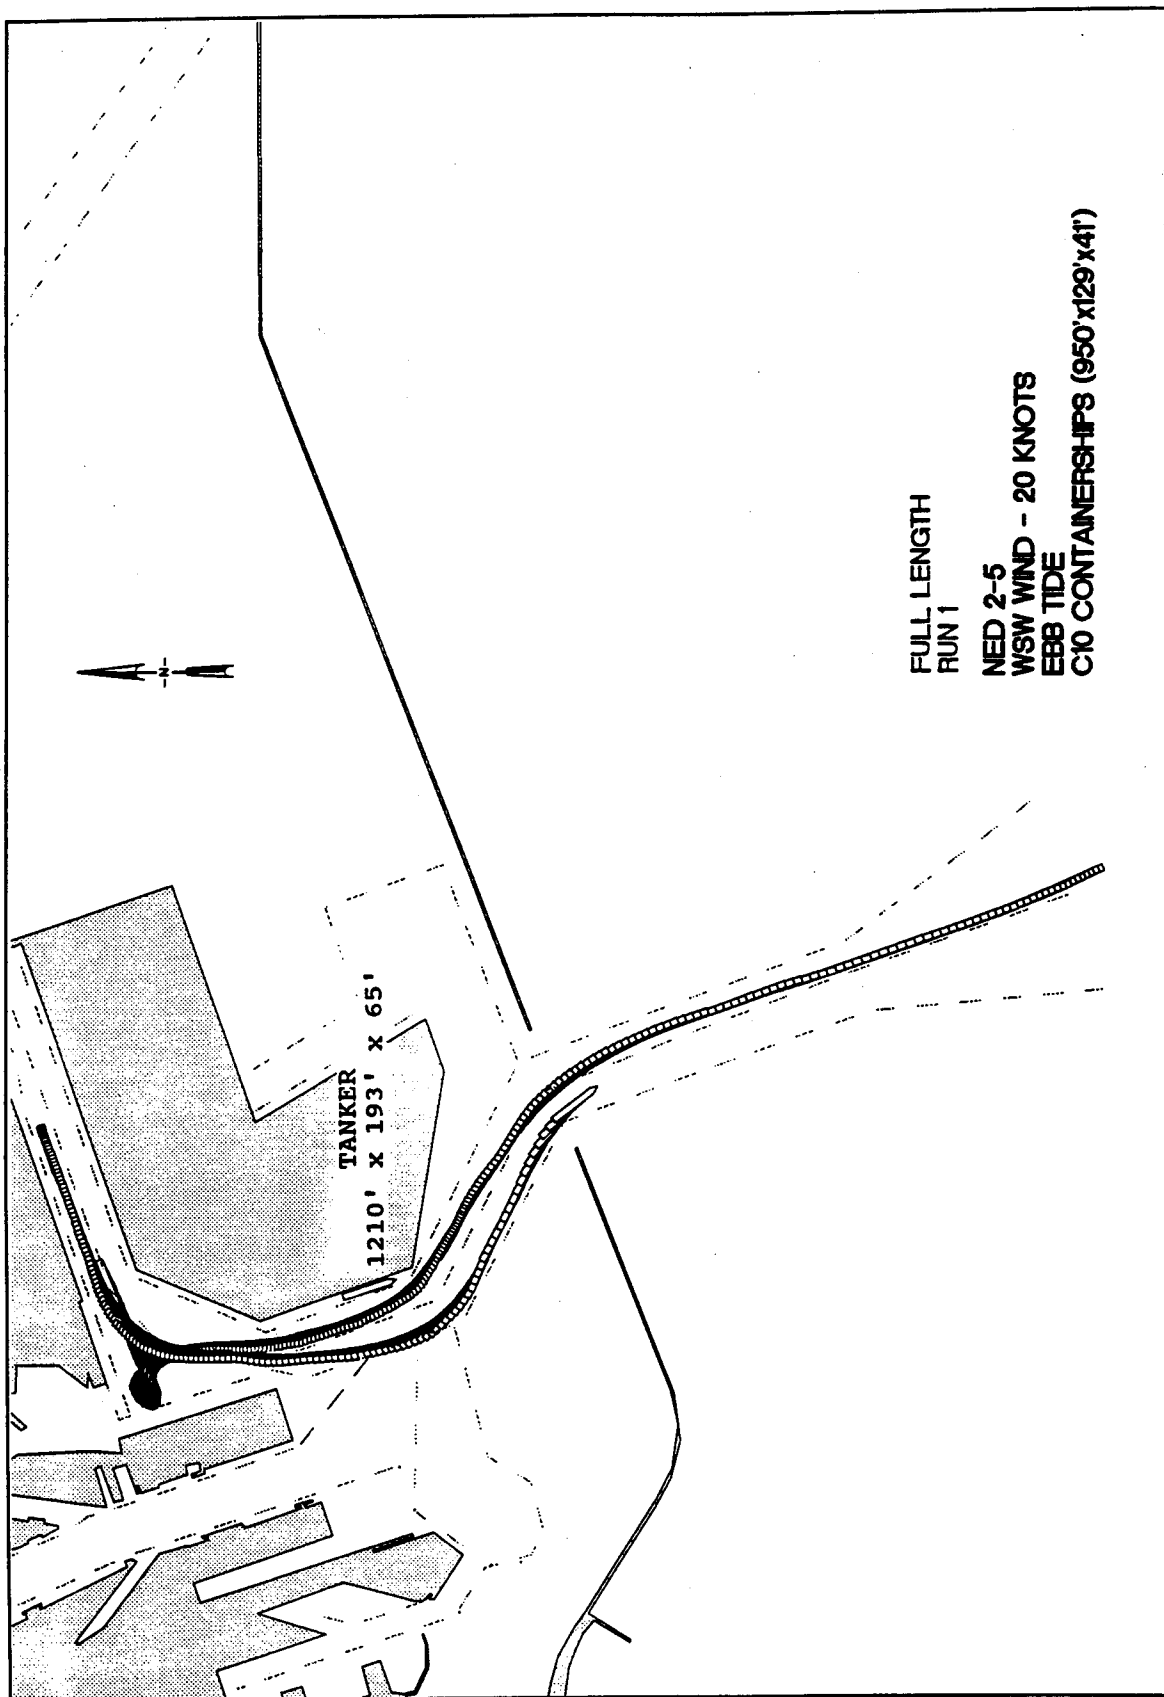 -N-
TANKER
1210' x 193' x 65'
FULL LENGTH
RUN 1
NED 2-5
WSW WIND - 20 KNOTS
EBB TIDE
C10 CONTAINERSHIPS (950'x129'x41')